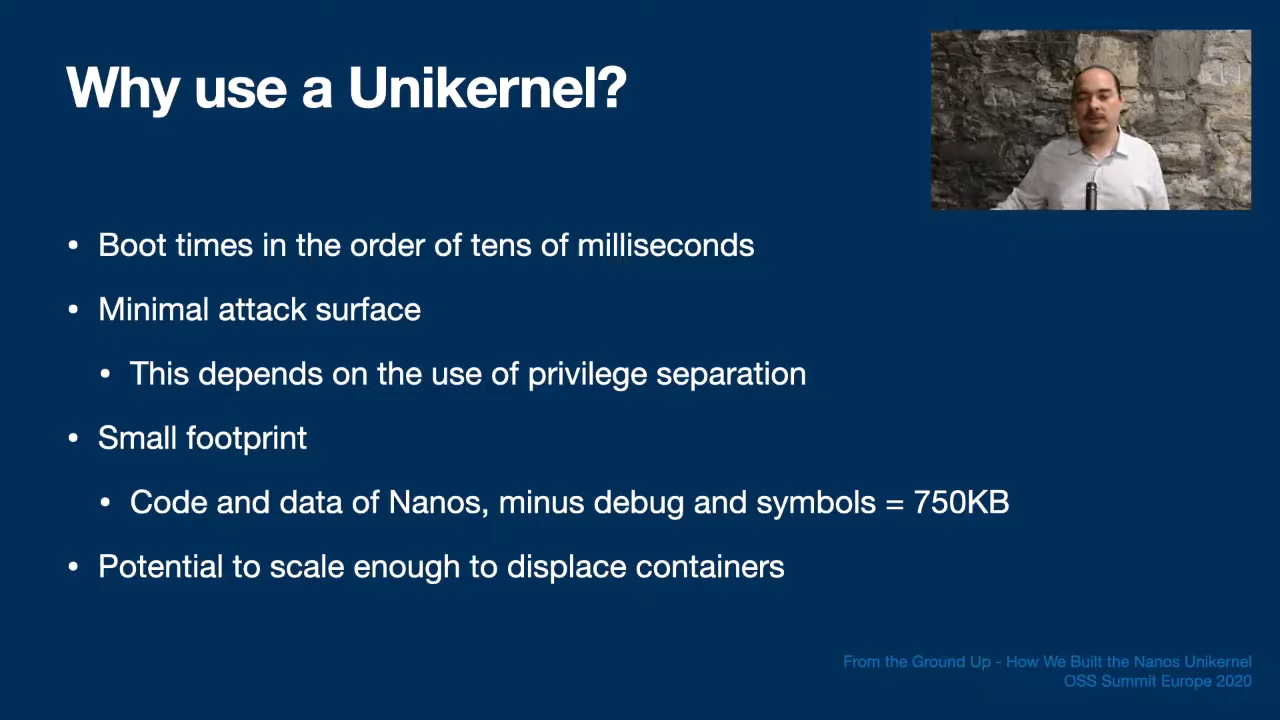 Why use a Unikernel?
• Boot times in the order of tens of milliseconds
• Minimal attack surface
• This depends on the use of privilege separation
• Small footprint
• Code and data of Nanos, minus debug and symbols = 750KB
• Potential to scale enough to displace containers
From the Ground Up - How We Built the Nanos Unikernel
OSS Summit Europe 2020